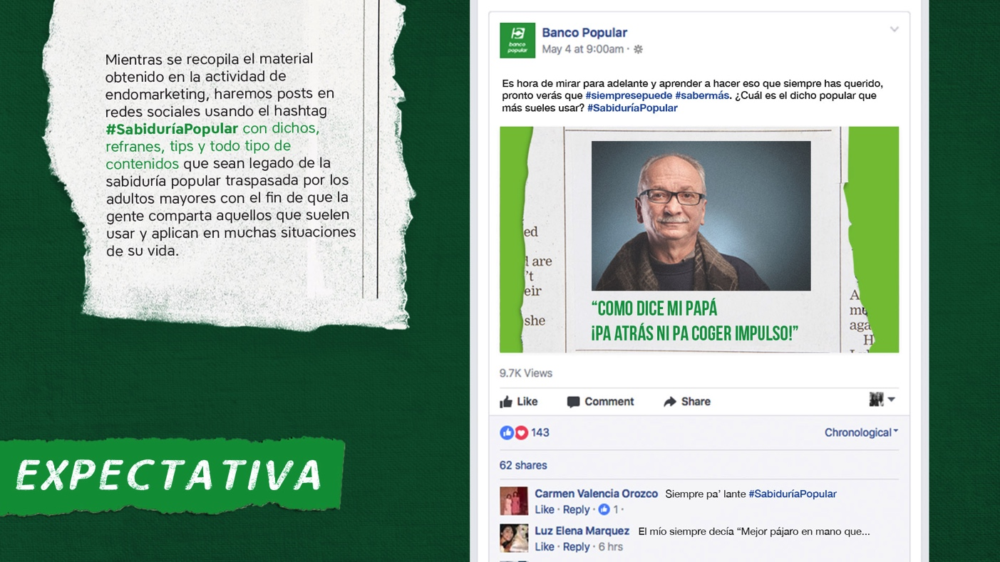 Mientras se recopila el material
obtenido en la actividad de
endomarketing, haremos posts en
redes sociales usando el hashtag
#SabiduríaPopular con dichos,
refranes, tips y todo tipo de
contenidos que sean legado de la
sabiduría popular traspasada por los
adultos mayores con el fin de que la
gente comparta aquellos que suelen
usar y aplican en muchas situaciones
de su vida.
EXPECTATIVA
banco
popular
Banco Popular
May 4 at 9:00am ·
Es hora de mirar para adelante y aprender a hacer eso que siempre has querido,
pronto verás que #siempresepuede #sabermás. ¿Cuál es el dicho popular que
más sueles usar? #SabiduríaPopular
ed
are
't
eir
she
A
me
aga
H
“COMO DICE MI PAPÁ
¡PA ATRÁS NI PA COGER IMPULSO!”
9.7K Views
Like Comment Share
143 Chronological
62 shares
Carmen Valencia Orozco Siempre pa’ lante #SabiduríaPopular
Like · Reply · 1 ·
Luz Elena Marquez El mío siempre decía “Mejor pájaro en mano que...
Like · Reply · 6 hrs